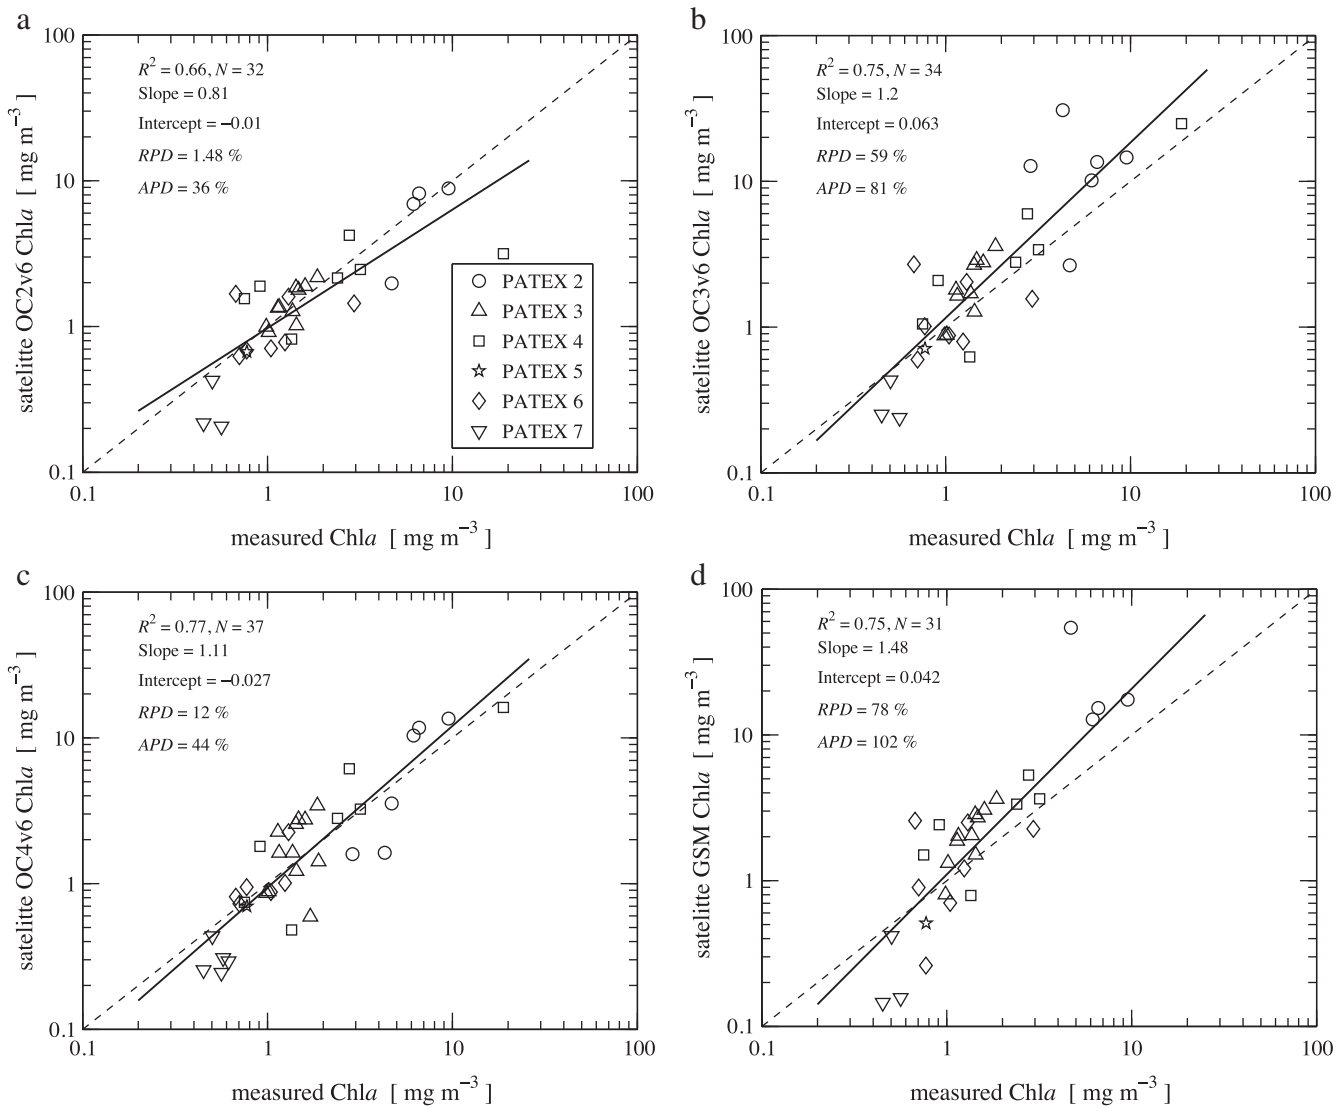 a
satelitte OC2v6 Chla [ mg m−3 ]
100
10
1
0.1
R2 = 0.66, N = 32
Slope = 0.81
Intercept = −0.01
RPD = 1.48 %
APD = 36 %
PATEX 2
PATEX 3
PATEX 4
PATEX 5
PATEX 6
PATEX 7
0.1 1 10 100
measured Chla [ mg m−3 ]
b
satelitte OC3v6 Chla [ mg m−3 ]
100
10
1
0.1
R2 = 0.75, N = 34
Slope = 1.2
Intercept = 0.063
RPD = 59 %
APD = 81 %
0.1 1 10 100
measured Chla [ mg m−3 ]
c
satelitte OC4v6 Chla [ mg m−3 ]
100
10
1
0.1
R2 = 0.77, N = 37
Slope = 1.11
Intercept = −0.027
RPD = 12 %
APD = 44 %
0.1 1 10 100
measured Chla [ mg m−3 ]
d
satelitte GSM Chla [ mg m−3 ]
100
10
1
0.1
R2 = 0.75, N = 31
Slope = 1.48
Intercept = 0.042
RPD = 78 %
APD = 102 %
0.1 1 10 100
measured Chla [ mg m−3 ]